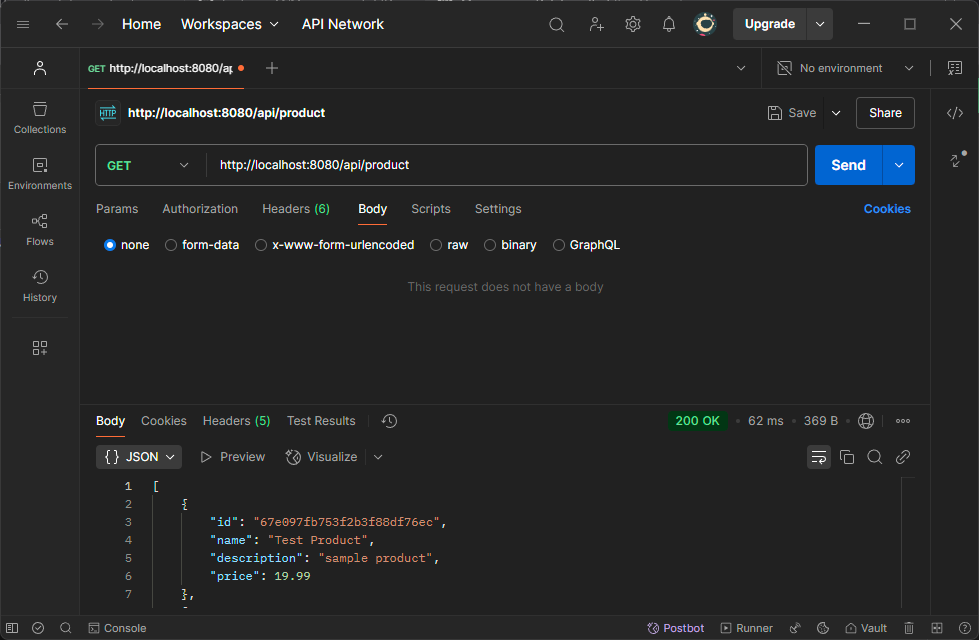 Home Workspaces API Network Upgrade
GET http://localhost:8080/ap No environment
HTTP http://localhost:8080/api/product Save Share
Collections
GET http://localhost:8080/api/product Send
Environments
Params Authorization Headers (6) Body Scripts Settings Cookies
Flows
none form-data x-www-form-urlencoded raw binary GraphQL
History
This request does not have a body
Body Cookies Headers (5) Test Results 200 OK • 62 ms • 369 B •
{} JSON Preview Visualize
1 [
2 {
3 "id": "67e097fb753f2b3f88df76ec",
4 "name": "Test Product",
5 "description": "sample product",
6 "price": 19.99
7 },
Console Postbot Runner Vault